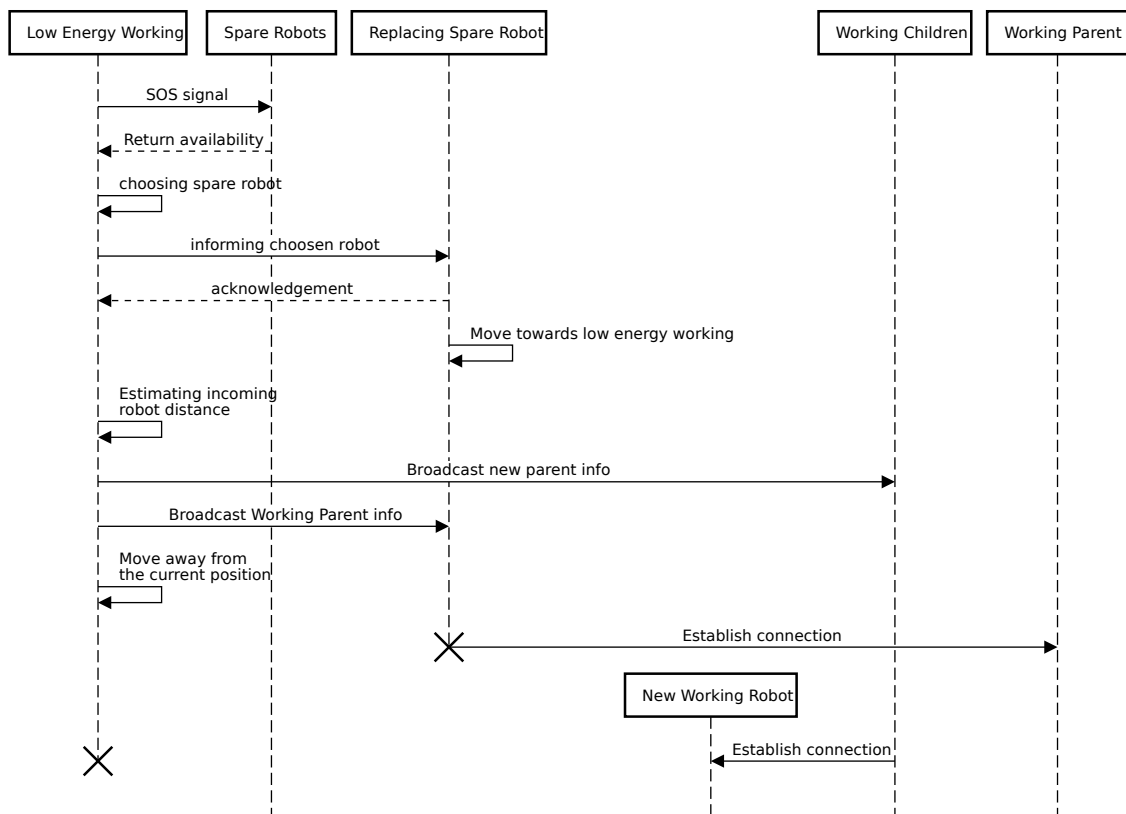 Low Energy Working
Spare Robots
Replacing Spare Robot
Working Children
Working Parent
SOS signal
Return availability
choosing spare robot
informing choosen robot
acknowledgement
Move towards low energy working
Estimating incoming
robot distance
Broadcast new parent info
Broadcast Working Parent info
Move away from
the current position
Establish connection
New Working Robot
Establish connection